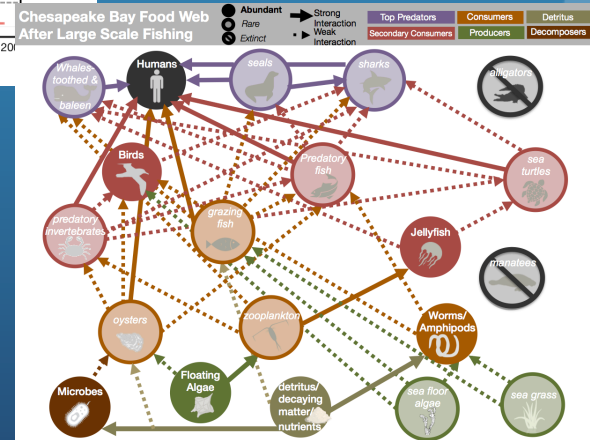 Chesapeake Bay Food Web
After Large Scale Fishing
Abundant
Rare
Extinct
Strong
Interaction
Weak
Interaction
Top Predators
Consumers
Detritus
Secondary Consumers
Producers
Decomposers
200
Whales-
toothed &
baleen
Humans
seals
sharks
alligators
Birds
Predatory
fish
sea
turtles
predatory
invertebrates
grazing
fish
Jellyfish
manatees
oysters
zooplankton
Worms/
Amphipods
Microbes
Floating
Algae
detritus/
decaying
matter/
nutrients
sea floor
algae
sea grass